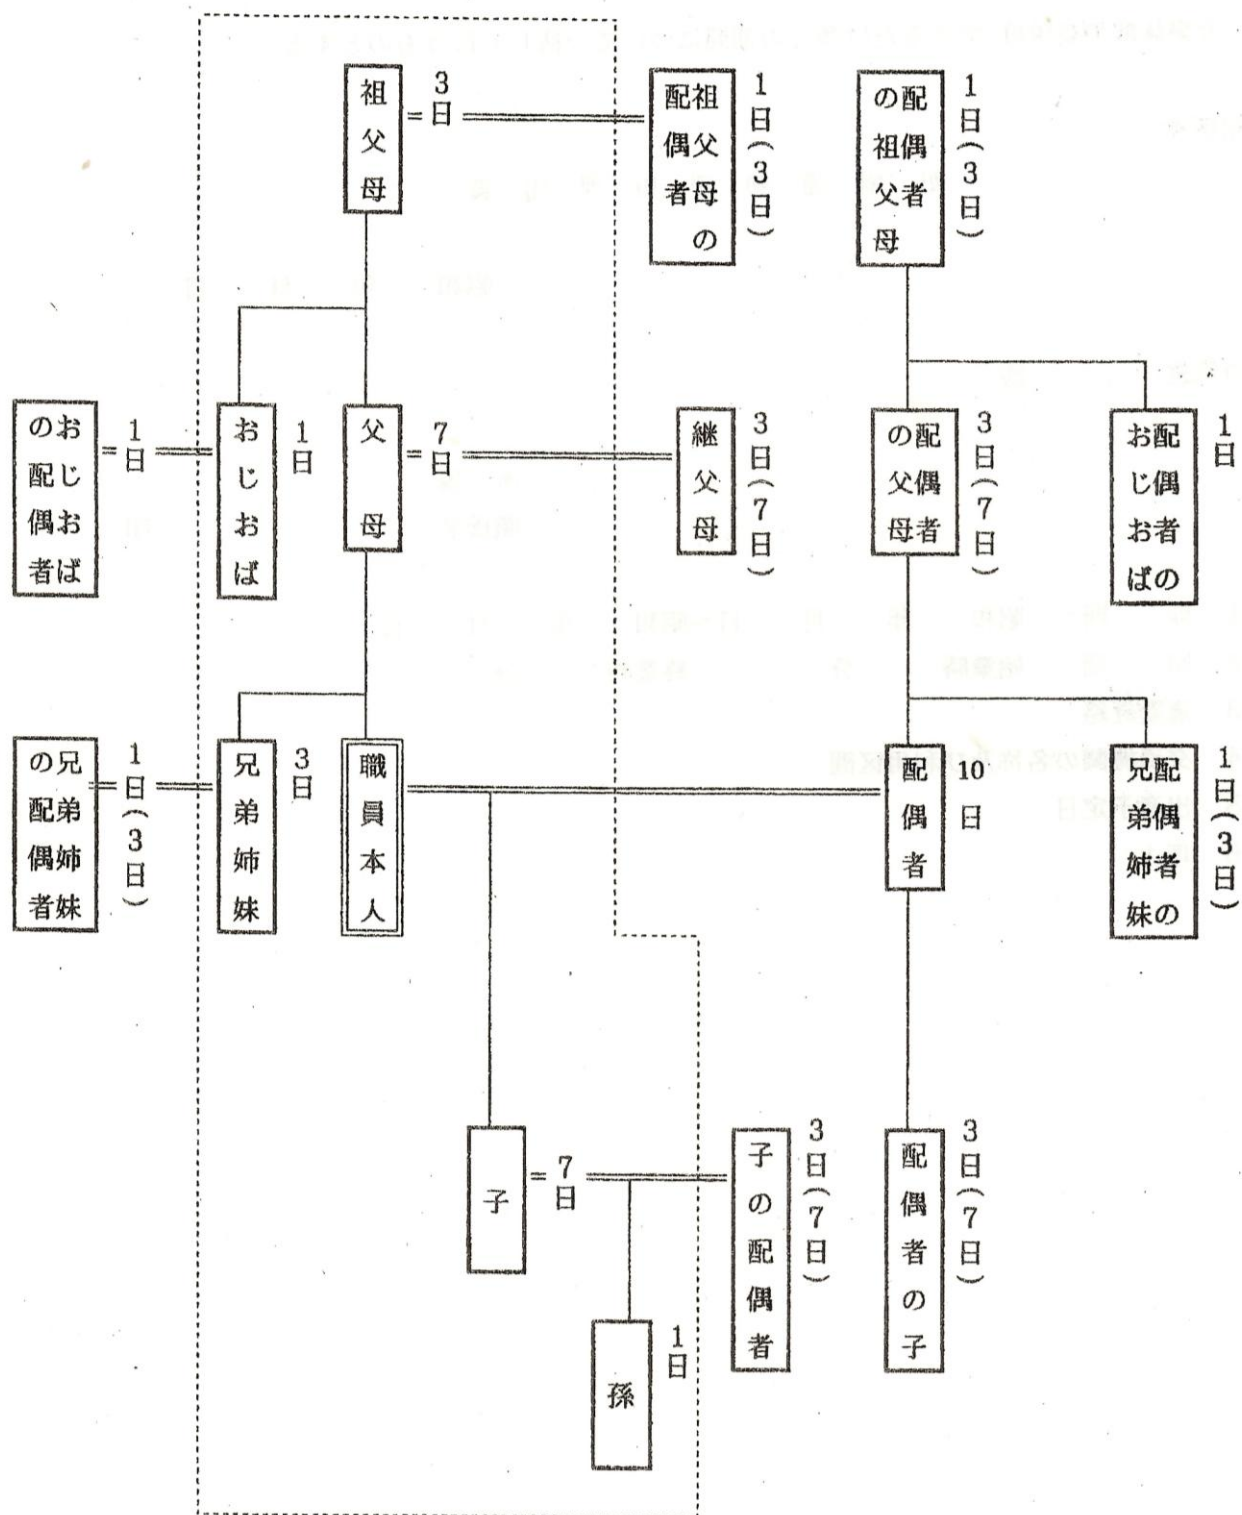 祖父母
3日
祖父母の配偶者
1日(3日)
配偶者の祖父母
1日(3日)
おじおばの配偶者
1日
おじおば
1日
父母
7日
継父母
3日(7日)
配偶者の父母
3日(7日)
配偶者のおじおば
1日
兄弟姉妹の配偶者
1日(3日)
兄弟姉妹
3日
職員本人
配偶者
10日
配偶者の兄弟姉妹
1日(3日)
子
7日
子の配偶者
3日(7日)
配偶者の子
3日(7日)
孫
1日